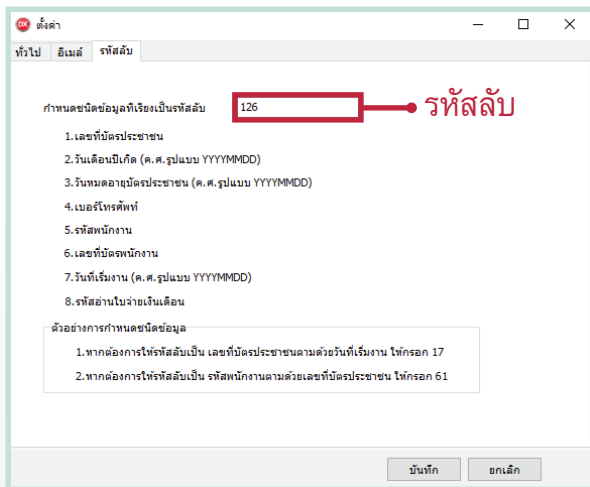 DX ตั้งค่า
ทั่วไป อีเมล์ รหัสลับ
กำหนดชนิดข้อมูลที่เรียงเป็นรหัสลับ 126 รหัสลับ
1.เลขที่บัตรประชาชน
2.วันเดือนปีเกิด (ค.ศ.รูปแบบ YYYYMMDD)
3.วันหมดอายุบัตรประชาชน (ค.ศ.รูปแบบ YYYYMMDD)
4.เบอร์โทรศัพท์
5.รหัสพนักงาน
6.เลขที่บัตรพนักงาน
7.วันที่เริ่มงาน (ค.ศ.รูปแบบ YYYYMMDD)
8.รหัสอ่านใบจ่ายเงินเดือน
ตัวอย่างการกำหนดชนิดข้อมูล
1.หากต้องการให้รหัสลับเป็น เลขที่บัตรประชาชนตามด้วยวันที่เริ่มงาน ให้กรอก 17
2.หากต้องการให้รหัสลับเป็น รหัสพนักงานตามด้วยเลขที่บัตรประชาชน ให้กรอก 61
บันทึก ยกเลิก